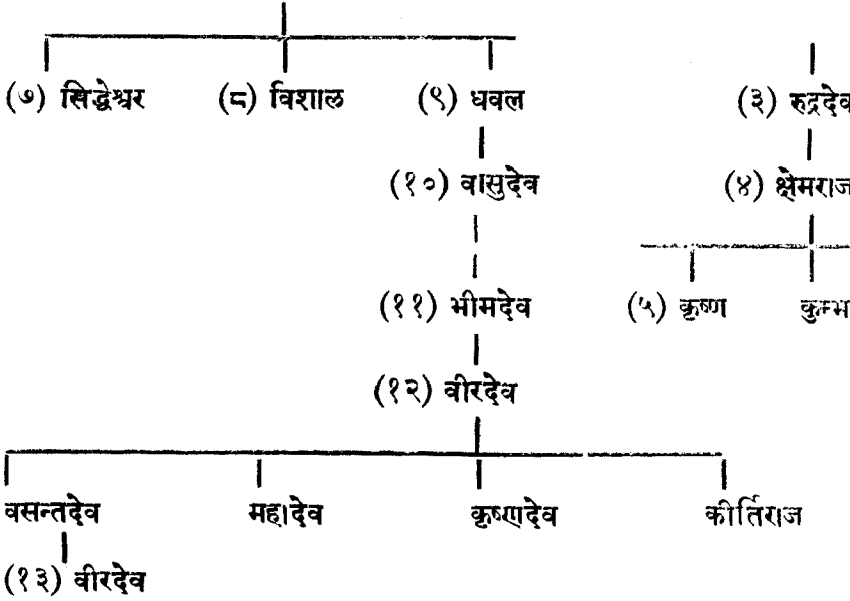 (७) सिद्धेश्वर (८) विशाल (९) धवल (३) रुद्रदेव
(१०) वासुदेव (४) क्षेमराज
(११) भीमदेव (५) कृष्ण कुम्भ
(१२) वीरदेव
वसन्तदेव महादेव कृष्णदेव कीर्तिराज
(१३) वीरदेव